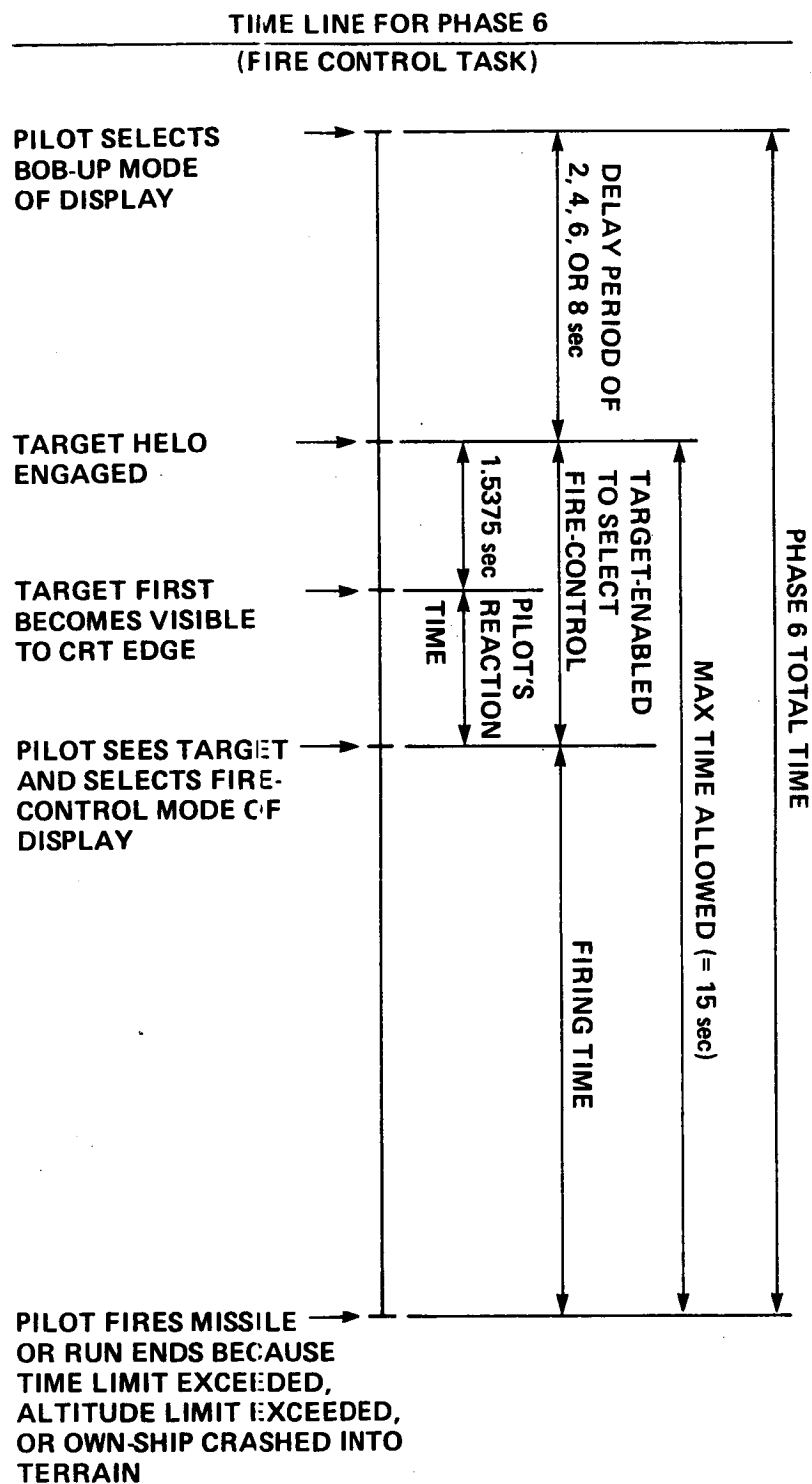 TIME LINE FOR PHASE 6
(FIRE CONTROL TASK)
PILOT SELECTS
BOB-UP MODE
OF DISPLAY
DELAY PERIOD OF
2, 4, 6, OR 8 sec
TARGET HELO
ENGAGED
1.5375 sec
TARGET-ENABLED
TO SELECT
FIRE-CONTROL
TARGET FIRST
BECOMES VISIBLE
TO CRT EDGE
PILOT'S
REACTION
TIME
PILOT SEES TARGET
AND SELECTS FIRE-
CONTROL MODE OF
DISPLAY
FIRING TIME
MAX TIME ALLOWED (= 15 sec)
PHASE 6 TOTAL TIME
PILOT FIRES MISSILE
OR RUN ENDS BECAUSE
TIME LIMIT EXCEEDED,
ALTITUDE LIMIT EXCEEDED,
OR OWN-SHIP CRASHED INTO
TERRAIN